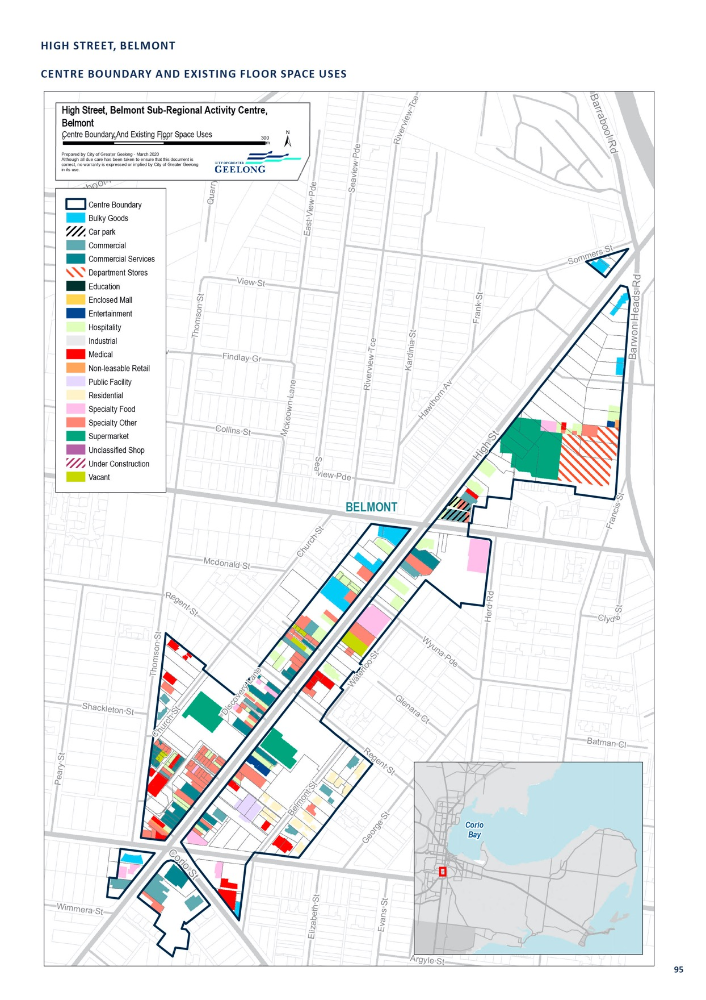 HIGH STREET, BELMONT
CENTRE BOUNDARY AND EXISTING FLOOR SPACE USES
High Street, Belmont Sub-Regional Activity Centre,
Belmont
Centre Boundary And Existing Floor Space Uses
0 75 150 300
m
N
Prepared by City of Greater Geelong - March 2020
Although all due care has been taken to ensure that this document is
correct, no warranty is expressed or implied by City of Greater Geelong
in its use.
CITY OF GREATER
GEELONG
Centre Boundary
Bulky Goods
Car park
Commercial
Commercial Services
Department Stores
Education
Enclosed Mall
Entertainment
Hospitality
Industrial
Medical
Non-leasable Retail
Public Facility
Residential
Specialty Food
Specialty Other
Supermarket
Unclassified Shop
Under Construction
Vacant
Quarry
East View Pde
Seaview Pde
Riverview Tce
Barrabool Rd
Sommers St
Barwon Heads Rd
View St
Thomson St
Frank St
Findlay Gr
Riverview Tce
Kardinia St
Mckeown Lane
Hawthorn Av
Collins St
High St
Sea
View Pde
BELMONT
Francis St
Church St
Mcdonald St
Regent St
Herd Rd
Clyde St
Thomson St
Wyuna Pde
Waterloo St
Discovery Lane
Glenara Ct
Shackleton St
Church St
Batman Cl
Regent St
Peary St
Belmont St
George St
Corio
Bay
Corio St
Wimmera St
Elizabeth St
Evans St
Argyle St
95